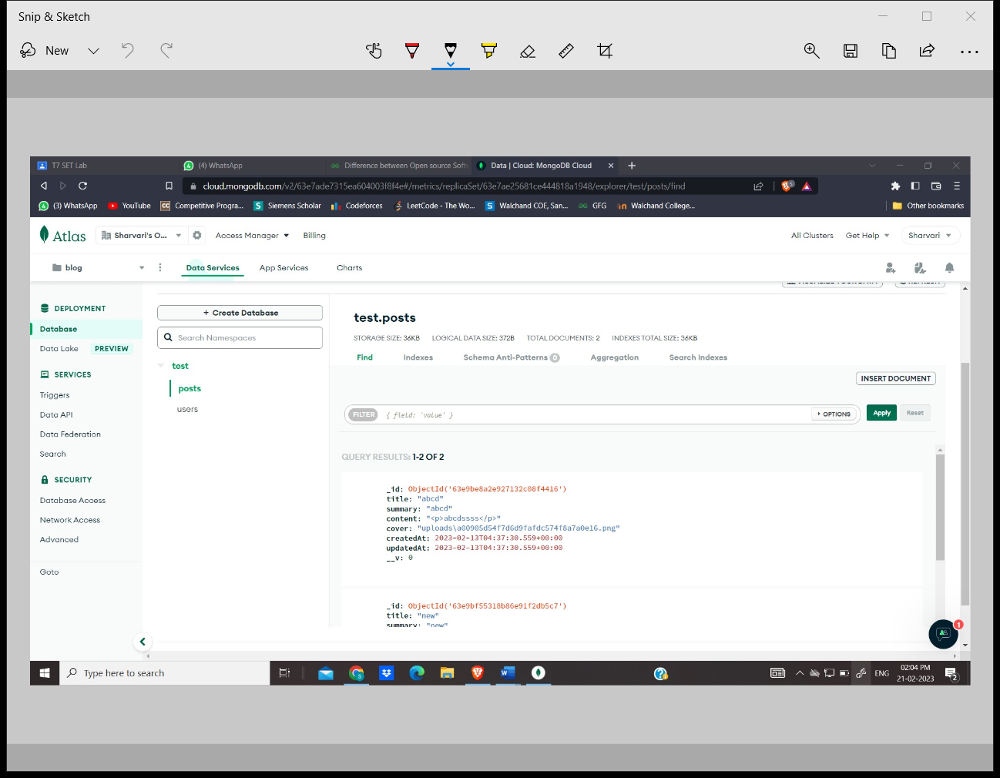 Snip & Sketch
New
T7 SET Lab
(4) WhatsApp
Difference between Open source Soft
Data | Cloud: MongoDB Cloud
cloud.mongodb.com/v2/63e7ade7315ea604003f8f4e#/metrics/replicaSet/63e7ae25681ce444818a1948/explorer/test/posts/find
(3) WhatsApp
YouTube
Competitive Progra...
Siemens Scholar
Codeforces
LeetCode - The Wo...
Walchand COE, San...
GFG
Walchand College...
Other bookmarks
Atlas
Sharvari's O...
Access Manager
Billing
All Clusters
Get Help
Sharvari
blog
Data Services
App Services
Charts
DEPLOYMENT
Database
Data Lake PREVIEW
SERVICES
Triggers
Data API
Data Federation
Search
SECURITY
Database Access
Network Access
Advanced
Goto
+ Create Database
Search Namespaces
test
posts
users
test.posts
STORAGE SIZE: 36KB LOGICAL DATA SIZE: 372B TOTAL DOCUMENTS: 2 INDEXES TOTAL SIZE: 36KB
Find Indexes Schema Anti-Patterns 0 Aggregation Search Indexes
INSERT DOCUMENT
FILTER { field: 'value' } OPTIONS Apply Reset
QUERY RESULTS: 1-2 OF 2
_id: ObjectId('63e9be8a2e927132c08f4416')
title: "abcd"
summary: "abcd"
content: "<p>abcdssss</p>"
cover: "uploads\a00905d54f7d6d9fafdc574f8a7a0e16.png"
createdAt: 2023-02-13T04:37:30.559+00:00
updatedAt: 2023-02-13T04:37:30.559+00:00
__v: 0
_id: ObjectId('63e9bf55318b86e91f2db5c7')
title: "new"
summary: "new"
1
Type here to search
ENG
02:04 PM
21-02-2023
2